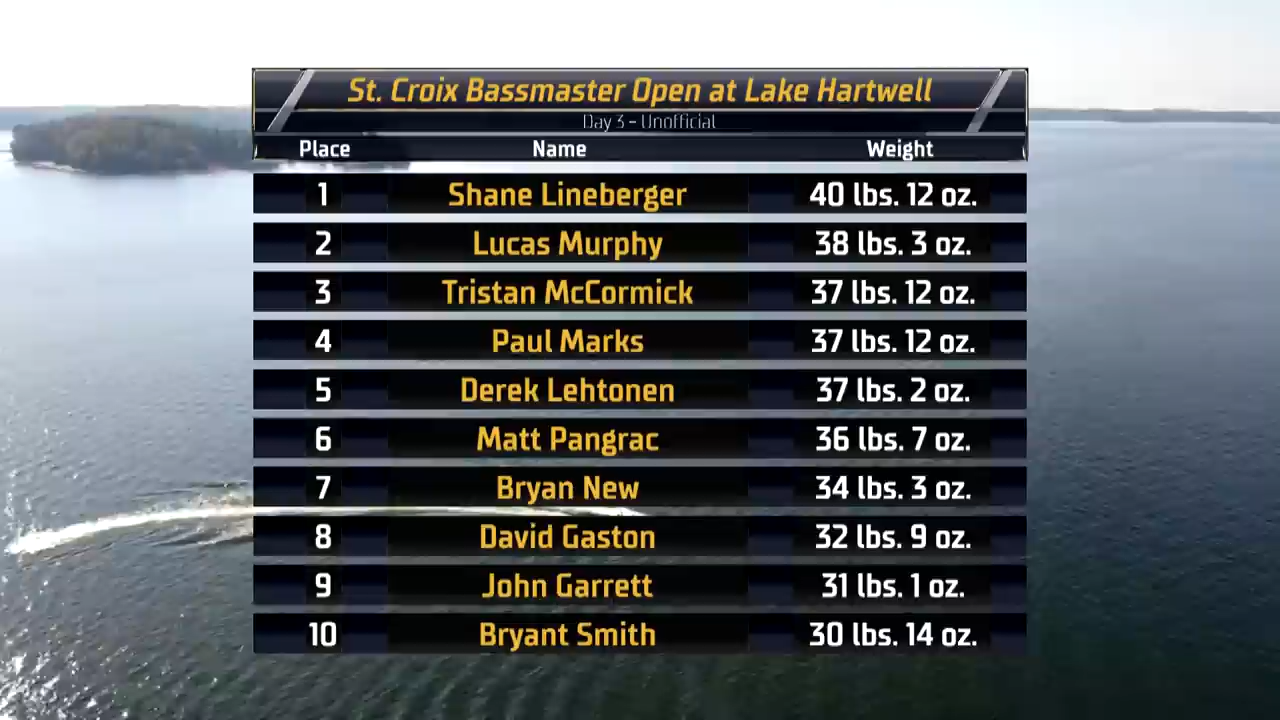 St. Croix Bassmaster Open at Lake Hartwell
Day 3 - Unofficial
Place Name Weight
1 Shane Lineberger 40 lbs. 12 oz.
2 Lucas Murphy 38 lbs. 3 oz.
3 Tristan McCormick 37 lbs. 12 oz.
4 Paul Marks 37 lbs. 12 oz.
5 Derek Lehtonen 37 lbs. 2 oz.
6 Matt Pangrac 36 lbs. 7 oz.
7 Bryan New 34 lbs. 3 oz.
8 David Gaston 32 lbs. 9 oz.
9 John Garrett 31 lbs. 1 oz.
10 Bryant Smith 30 lbs. 14 oz.